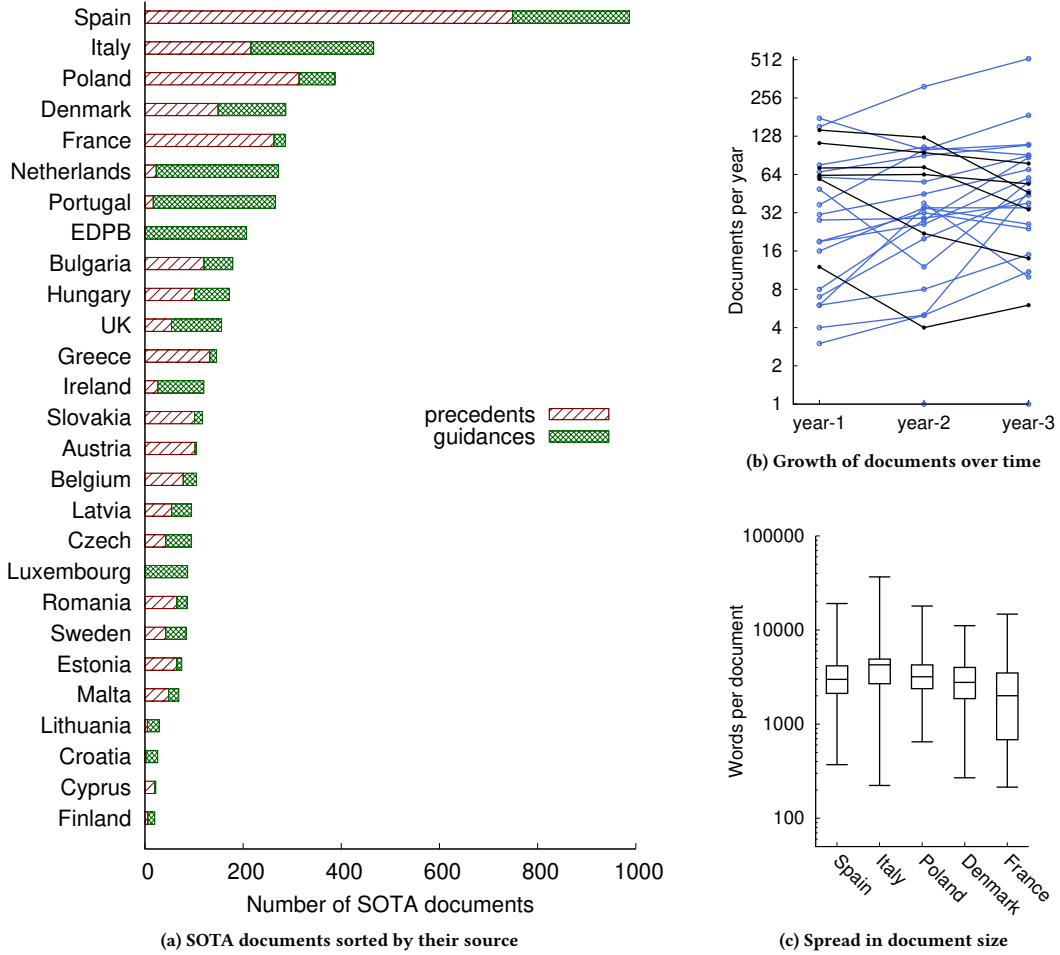 Spain
Italy
Poland
Denmark
France
Netherlands
Portugal
EDPB
Bulgaria
Hungary
UK
Greece
Ireland
Slovakia
Austria
Belgium
Latvia
Czech
Luxembourg
Romania
Sweden
Estonia
Malta
Lithuania
Croatia
Cyprus
Finland
precedents
guidances
0 200 400 600 800 1000
Number of SOTA documents
(a) SOTA documents sorted by their source
512
256
128
64
32
16
8
4
2
1
Documents per year
year-1 year-2 year-3
(b) Growth of documents over time
100000
10000
1000
100
Words per document
Spain Italy Poland Denmark France
(c) Spread in document size